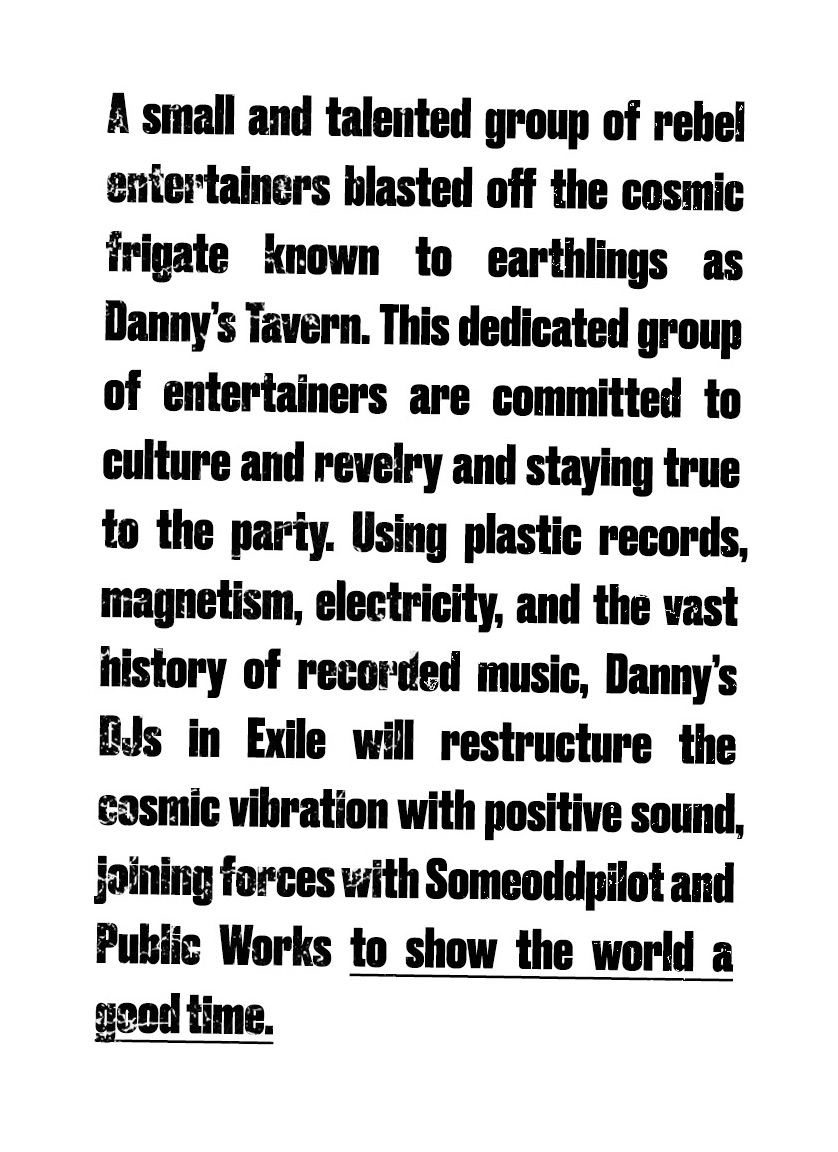 A small and talented group of rebel
entertainers blasted off the cosmic
frigate known to earthlings as
Danny's Tavern. This dedicated group
of entertainers are committed to
culture and revelry and staying true
to the party. Using plastic records,
magnetism, electricity, and the vast
history of recorded music, Danny's
DJs in Exile will restructure the
cosmic vibration with positive sound,
joining forces with Someoddpilot and
Public Works to show the world a
good time.